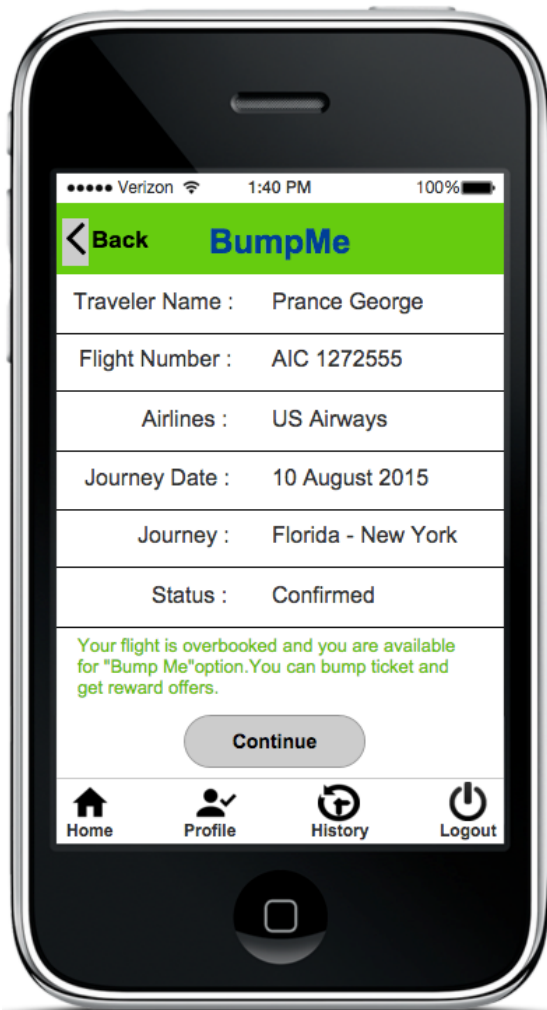 Verizon 1:40 PM 100%
Back BumpMe
Traveler Name : Prance George
Flight Number : AIC 1272555
Airlines : US Airways
Journey Date : 10 August 2015
Journey : Florida - New York
Status : Confirmed
Your flight is overbooked and you are available
for "Bump Me"option.You can bump ticket and
get reward offers.
Continue
Home Profile History Logout